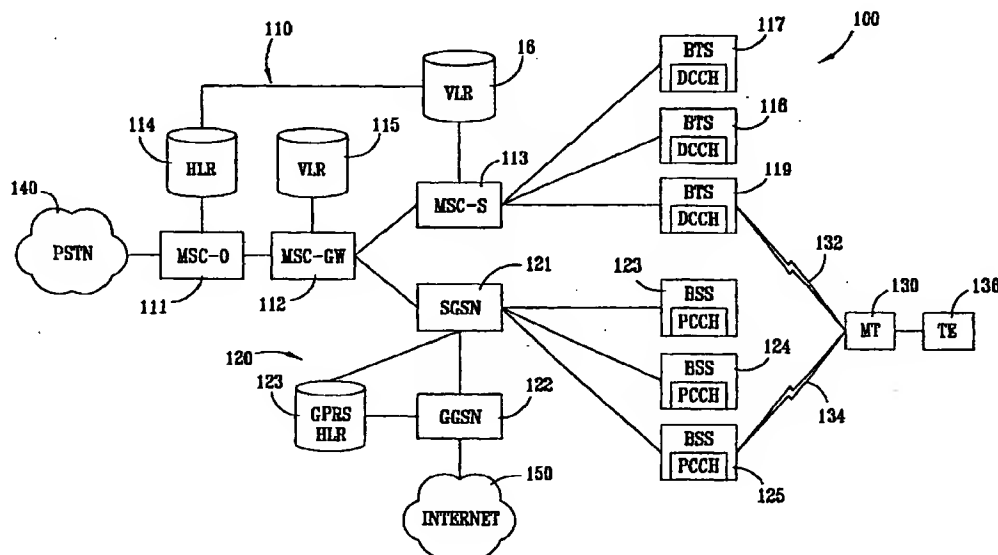 110
117
100
16
BTS
DCCH
VLR
118
114
115
BTS
DCCH
113
119
HLR
VLR
140
BTS
DCCH
MSC-S
132
PSTN
MSC-O
MSC-GW
121
123
130
136
111
112
SGSN
BSS
PCCH
MT
TE
124
120
BSS
PCCH
123
122
134
GPRS
HLR
GGSN
BSS
PCCH
150
125
INTERNET